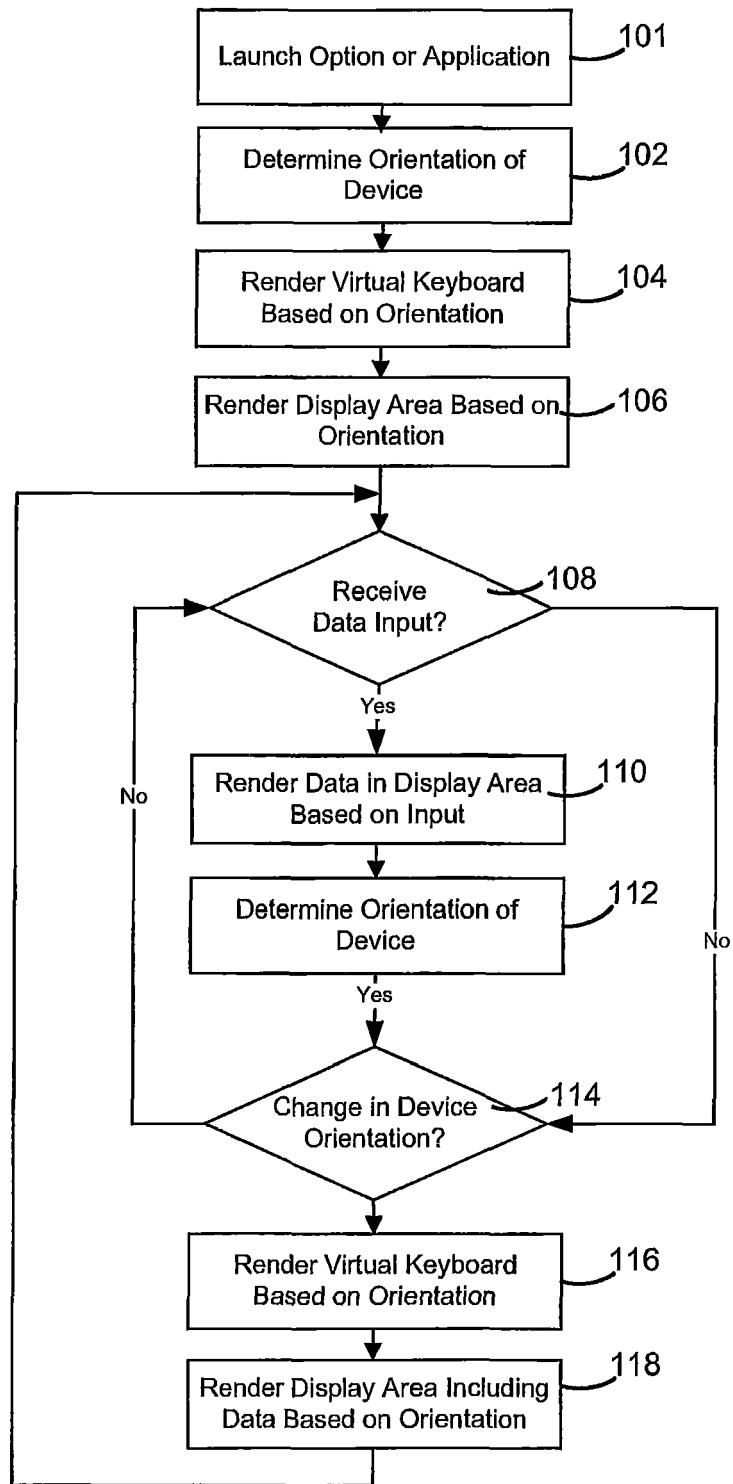 Launch Option or Application
101
Determine Orientation of
Device
102
Render Virtual Keyboard
Based on Orientation
104
Render Display Area Based on
Orientation
106
Receive
Data Input?
108
Yes
No
Render Data in Display Area
Based on Input
110
Determine Orientation of
Device
112
No
Yes
Change in Device
Orientation?
114
Render Virtual Keyboard
Based on Orientation
116
Render Display Area Including
Data Based on Orientation
118